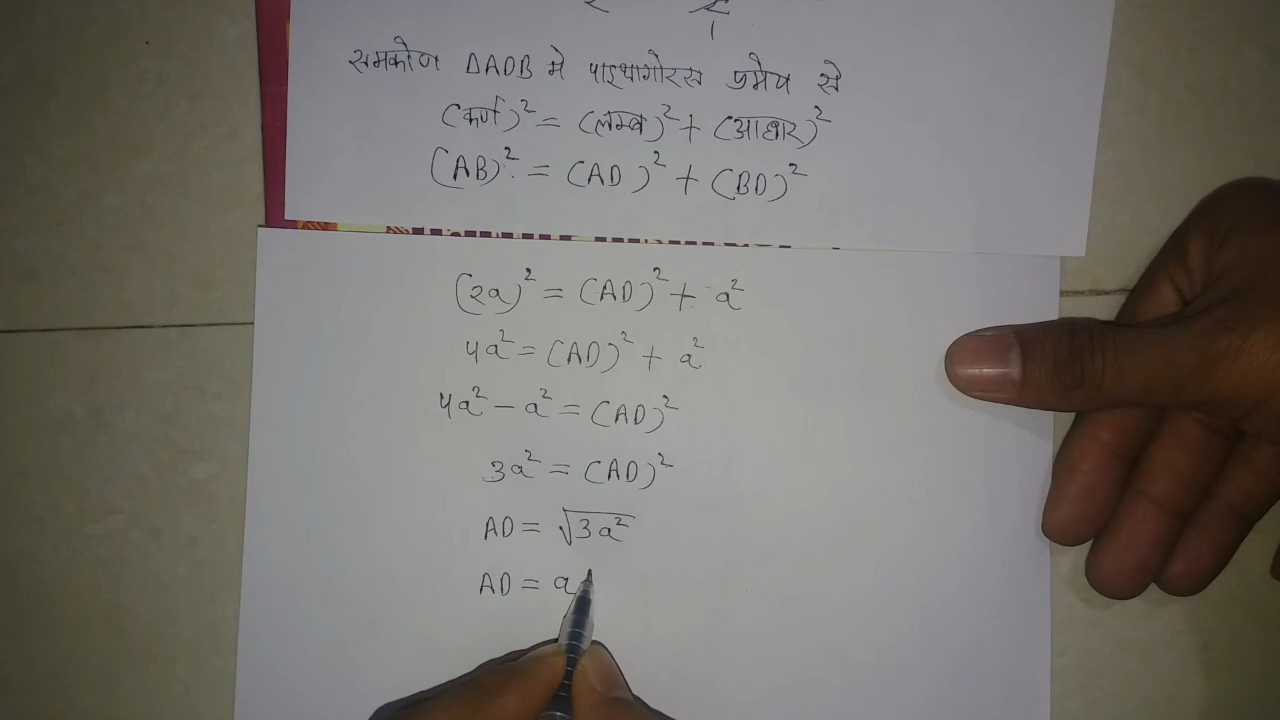 समकोण ΔADB मे पाइथागोरस प्रमेय से
(कर्ण)² = (लम्ब)² + (आधार)²
(AB)² = (AD)² + (BD)²
(2a)² = (AD)² + a²
4a² = (AD)² + a²
4a² - a² = (AD)²
3a² = (AD)²
AD = √3a²
AD = a